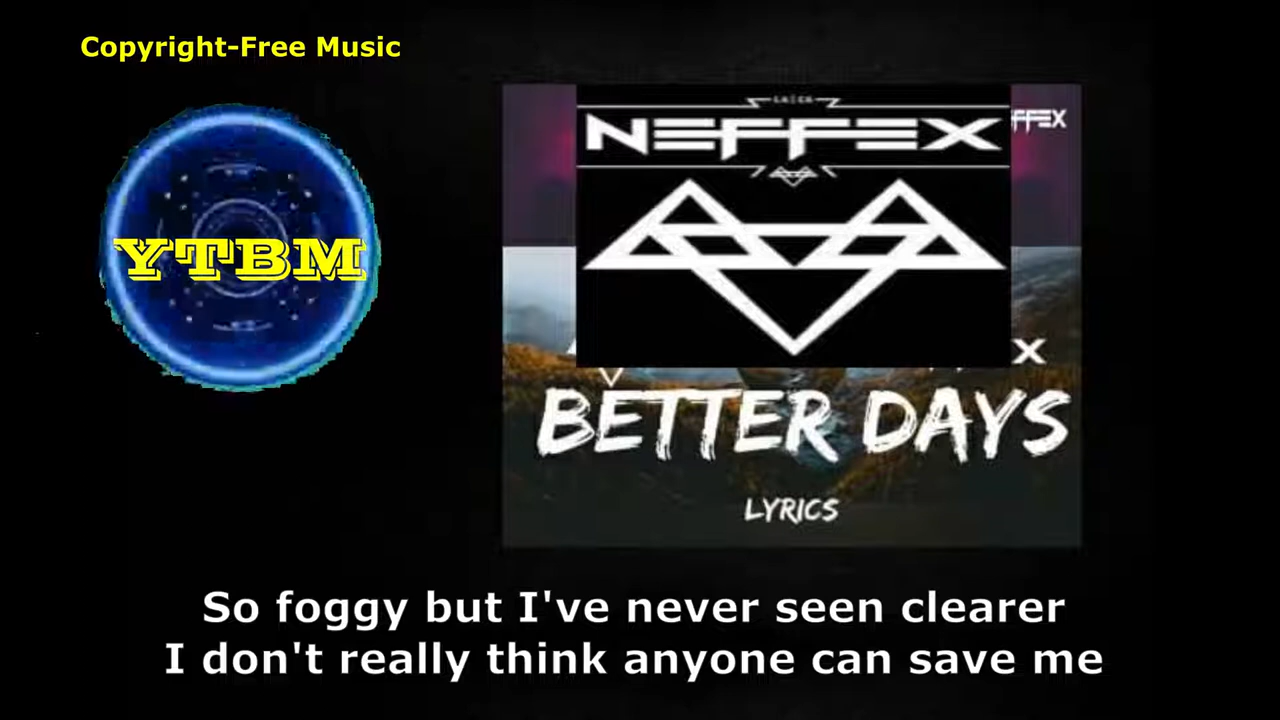 Copyright-Free Music
YTBM
NEFFEX
FFEX
X
BETTER DAYS
LYRICS
So foggy but I've never seen clearer
I don't really think anyone can save me